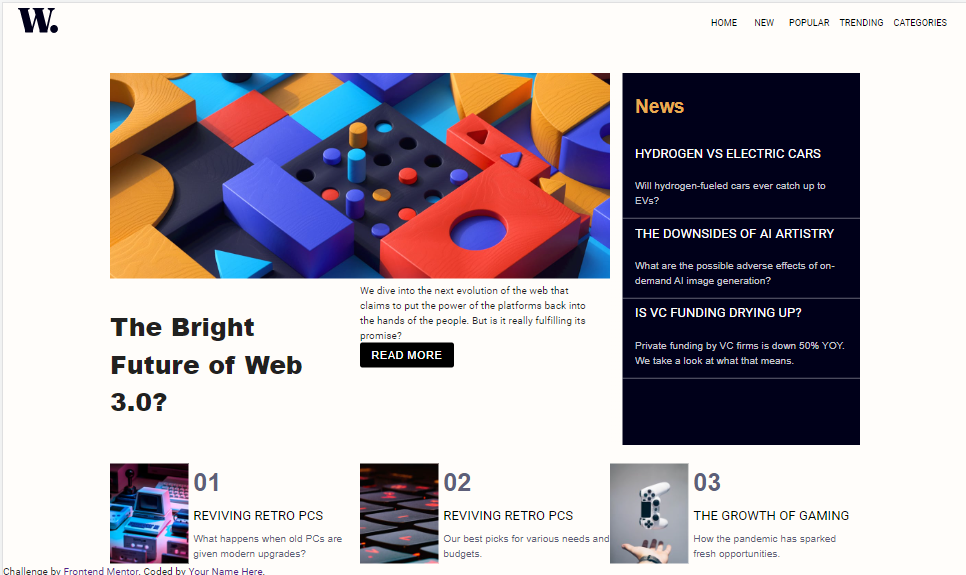 W.
HOME NEW POPULAR TRENDING CATEGORIES
We dive into the next evolution of the web that
claims to put the power of the platforms back into
the hands of the people. But is it really fulfilling its
promise?
READ MORE
The Bright
Future of Web
3.0?
News
HYDROGEN VS ELECTRIC CARS
Will hydrogen-fueled cars ever catch up to
EVs?
THE DOWNSIDES OF AI ARTISTRY
What are the possible adverse effects of on-
demand AI image generation?
IS VC FUNDING DRYING UP?
Private funding by VC firms is down 50% YOY.
We take a look at what that means.
01
REVIVING RETRO PCS
What happens when old PCs are
given modern upgrades?
02
REVIVING RETRO PCS
Our best picks for various needs and
budgets.
03
THE GROWTH OF GAMING
How the pandemic has sparked
fresh opportunities.
Challenge by Frontend Mentor. Coded by Your Name Here.